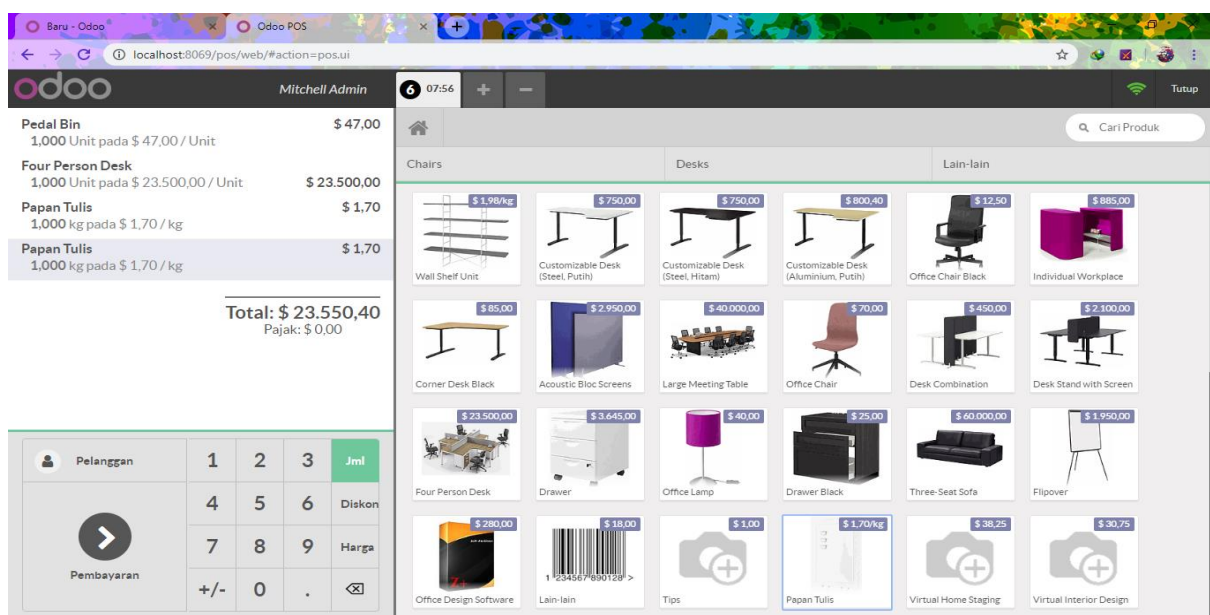 Baru - Odoo
Odoo POS
localhost:8069/pos/web/#action=pos.ui
odoo
Mitchell Admin
6 07:56
Tutup
Pedal Bin $ 47,00
1,000 Unit pada $ 47,00 / Unit
Four Person Desk
1,000 Unit pada $ 23.500,00 / Unit $ 23.500,00
Papan Tulis $ 1,70
1,000 kg pada $ 1,70 / kg
Papan Tulis $ 1,70
1,000 kg pada $ 1,70 / kg
Total: $ 23.550,40
Pajak: $ 0,00
Pelanggan
1 2 3 Jml
4 5 6 Diskon
7 8 9 Harga
+/- 0 .
Pembayaran
Cari Produk
Chairs Desks Lain-lain
$ 1,98/kg $ 750,00 $ 750,00 $ 800,40 $ 12,50 $ 885,00
Wall Shelf Unit
Customizable Desk (Steel, Putih)
Customizable Desk (Steel, Hitam)
Customizable Desk (Aluminium, Putih)
Office Chair Black
Individual Workplace
$ 85,00 $ 2.950,00 $ 40.000,00 $ 70,00 $ 450,00 $ 2.100,00
Corner Desk Black
Acoustic Bloc Screens
Large Meeting Table
Office Chair
Desk Combination
Desk Stand with Screen
$ 23.500,00 $ 3.645,00 $ 40,00 $ 25,00 $ 60.000,00 $ 1.950,00
Four Person Desk
Drawer
Office Lamp
Drawer Black
Three-Seat Sofa
Flipover
$ 280,00 $ 18,00 $ 1,00 $ 1,70/kg $ 38,25 $ 30,75
1 234567 890128 >
Office Design Software
Lain-lain
Tips
Papan Tulis
Virtual Home Staging
Virtual Interior Design